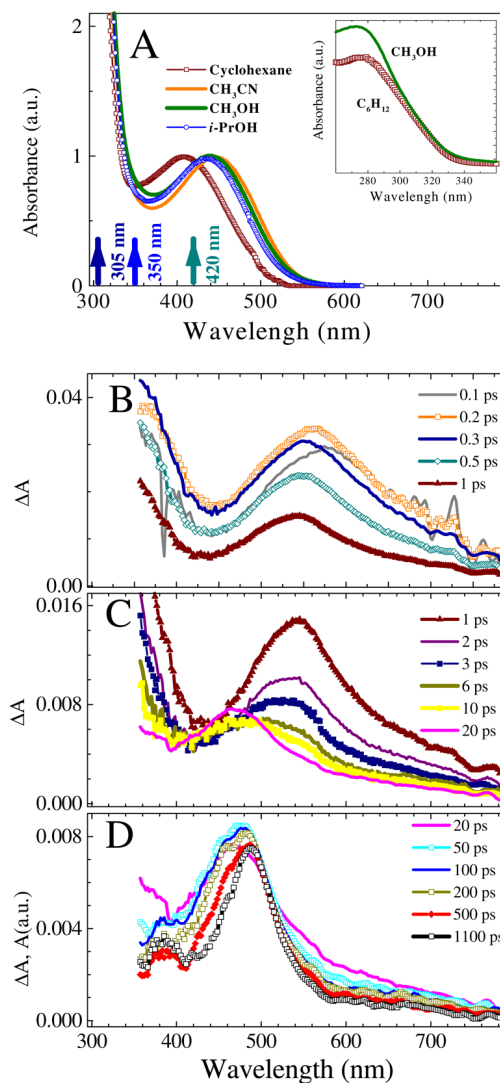 A
Cyclohexane
CH3CN
CH3OH
i-PrOH
Absorbance (a.u.)
2
1
0
305 nm
350 nm
420 nm
300 400 500 600 700
Wavelengh (nm)
Absorbance (a.u.)
CH3OH
C6H12
280 300 320 340
Wavelengh (nm)
B
0.04
0.00
ΔA
0.1 ps
0.2 ps
0.3 ps
0.5 ps
1 ps
C
0.016
0.008
0.000
ΔA
1 ps
2 ps
3 ps
6 ps
10 ps
20 ps
D
0.008
0.004
0.000
ΔA, A(a.u.)
20 ps
50 ps
100 ps
200 ps
500 ps
1100 ps
300 400 500 600 700
Wavelength (nm)